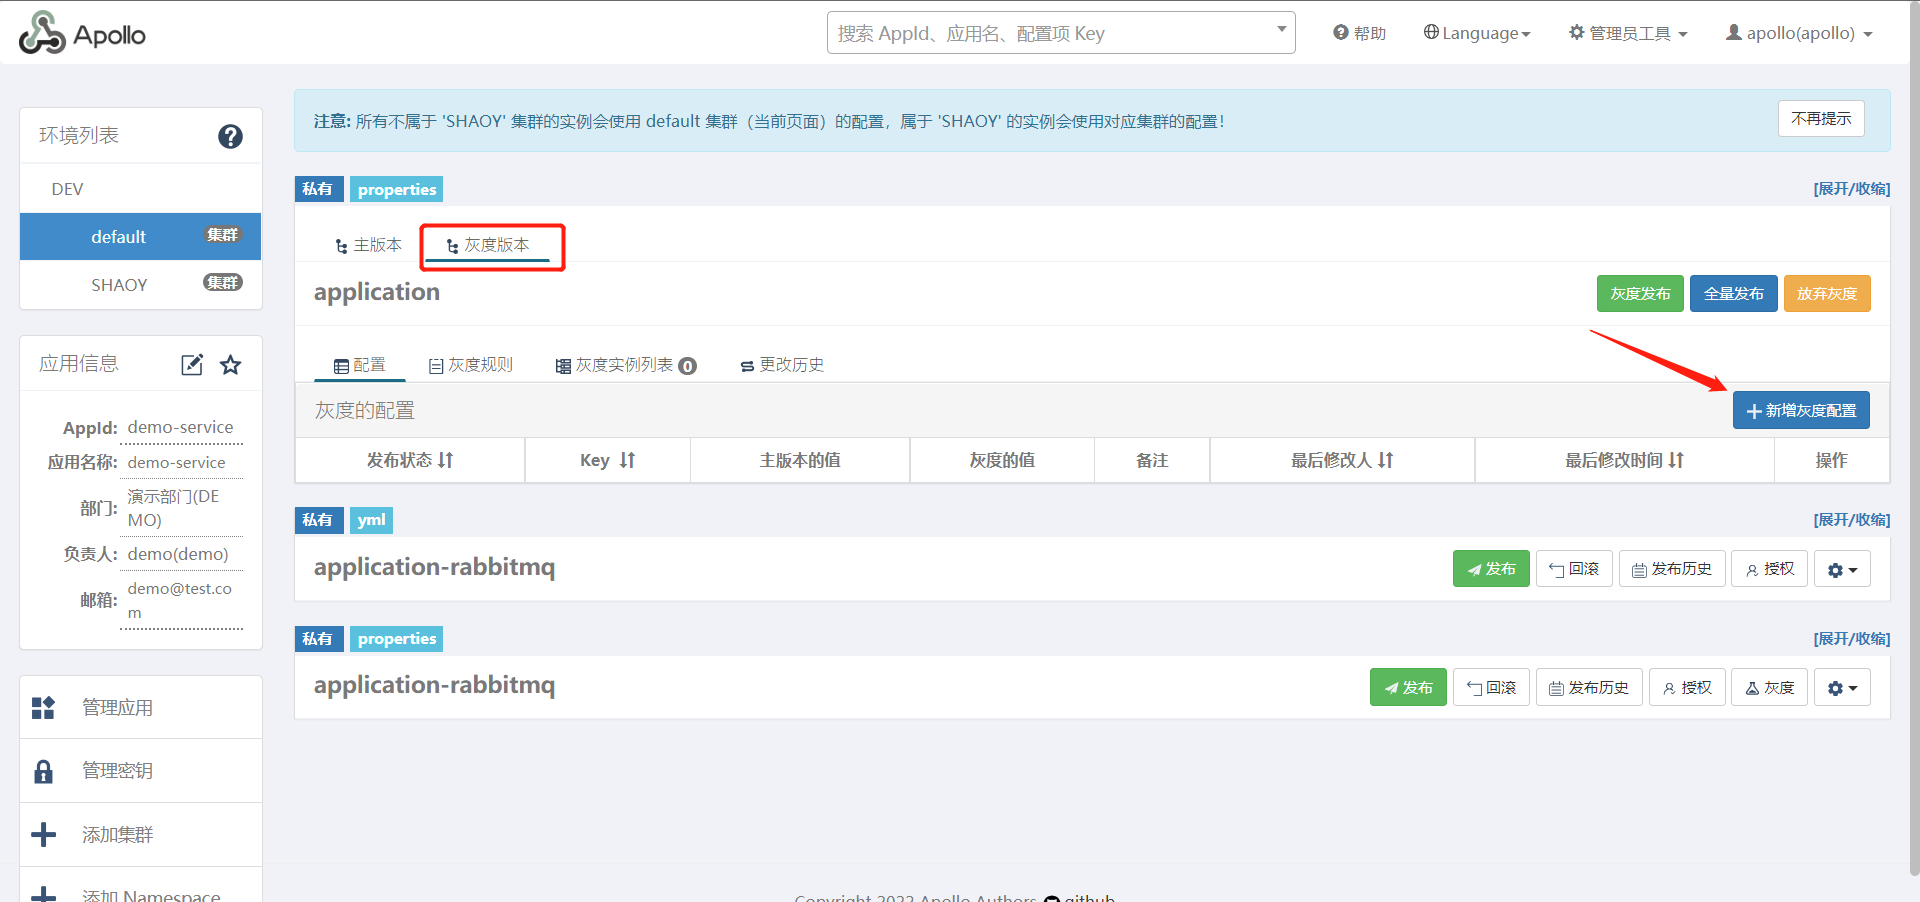 Apollo
搜索 AppId、应用名、配置项 Key
帮助
Language
管理员工具
apollo(apollo)
环境列表
DEV
default 集群
SHAOY 集群
应用信息
AppId: demo-service
应用名称: demo-service
部门: 演示部门(DE
MO)
负责人: demo(demo)
邮箱: demo@test.co
m
管理应用
管理密钥
添加集群
添加 Namespace
注意: 所有不属于 'SHAOY' 集群的实例会使用 default 集群（当前页面）的配置，属于 'SHAOY' 的实例会使用对应集群的配置！
不再提示
私有 properties [展开/收缩]
主版本 灰度版本
application 灰度发布 全量发布 放弃灰度
配置 灰度规则 灰度实例列表 0 更改历史
灰度的配置 新增灰度配置
发布状态 Key 主版本的值 灰度的值 备注 最后修改人 最后修改时间 操作
私有 yml [展开/收缩]
application-rabbitmq 发布 回滚 发布历史 授权
私有 properties [展开/收缩]
application-rabbitmq 发布 回滚 发布历史 授权 灰度
Copyright 2022 Apollo Authors github